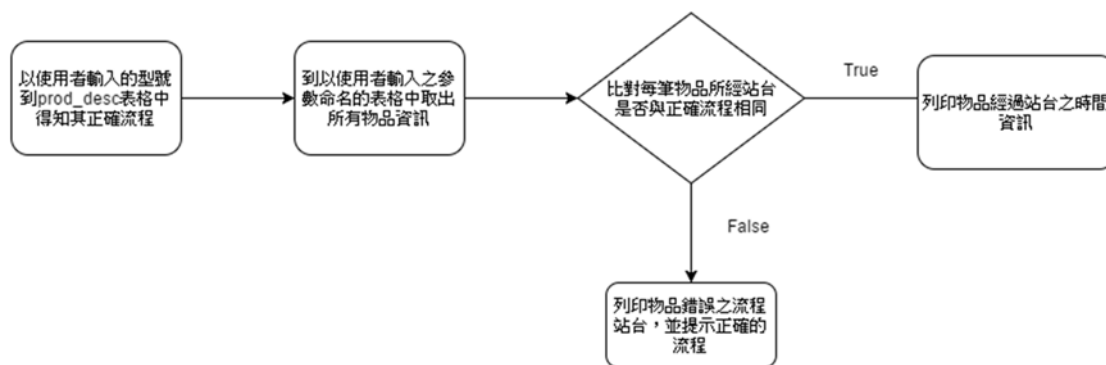 以使用者輸入的型號
到prod_desc表格中
得知其正確流程
到以使用者輸入之參
數命名的表格中取出
所有物品資訊
比對每筆物品所經站台
是否與正確流程相同
True
列印物品經過站台之時間
資訊
False
列印物品錯誤之流程
站台，並提示正確的
流程